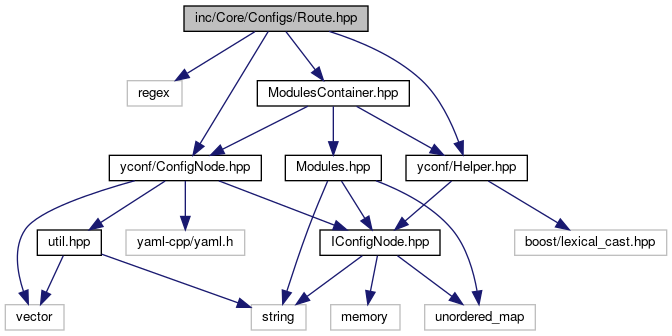 inc/Core/Configs/Route.hpp
regex
ModulesContainer.hpp
yconf/ConfigNode.hpp
Modules.hpp
yconf/Helper.hpp
util.hpp
yaml-cpp/yaml.h
IConfigNode.hpp
boost/lexical_cast.hpp
vector
string
memory
unordered_map